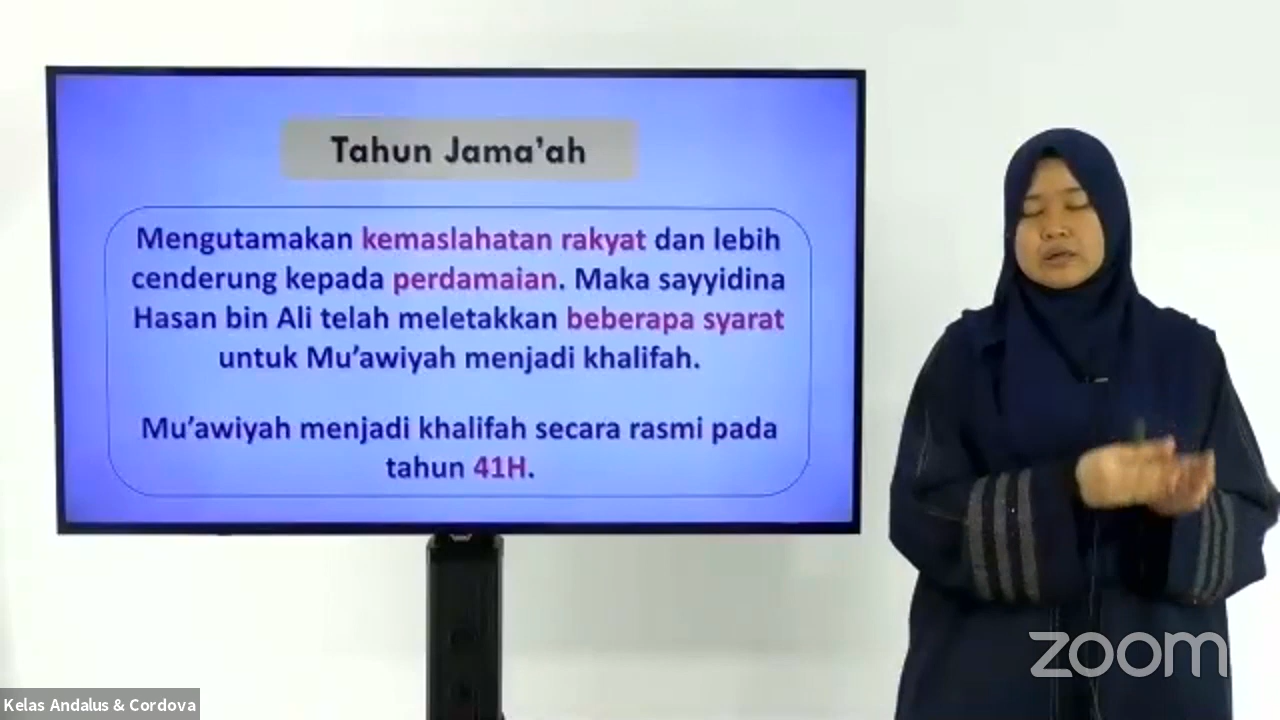 Tahun Jama'ah
Mengutamakan kemaslahatan rakyat dan lebih
cenderung kepada perdamaian. Maka sayyidina
Hasan bin Ali telah meletakkan beberapa syarat
untuk Mu'awiyah menjadi khalifah.
Mu'awiyah menjadi khalifah secara rasmi pada
tahun 41H.
zoom
Kelas Andalus & Cordova